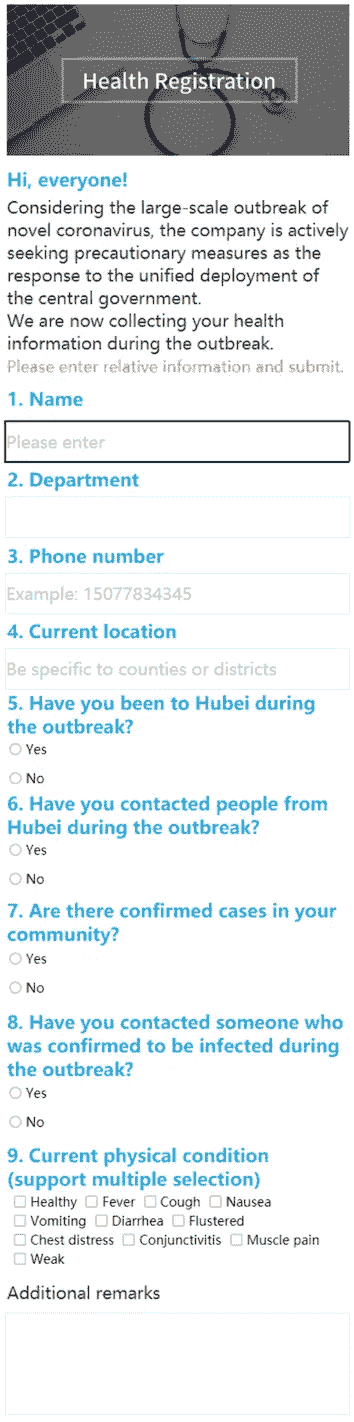 Health Registration
Hi, everyone!
Considering the large-scale outbreak of
novel coronavirus, the company is actively
seeking precautionary measures as the
response to the unified deployment of
the central government.
We are now collecting your health
information during the outbreak.
Please enter relative information and submit.
1. Name
Please enter
2. Department
3. Phone number
Example: 15077834345
4. Current location
Be specific to counties or districts
5. Have you been to Hubei during
the outbreak?
Yes
No
6. Have you contacted people from
Hubei during the outbreak?
Yes
No
7. Are there confirmed cases in your
community?
Yes
No
8. Have you contacted someone who
was confirmed to be infected during
the outbreak?
Yes
No
9. Current physical condition
(support multiple selection)
Healthy Fever Cough Nausea
Vomiting Diarrhea Flustered
Chest distress Conjunctivitis Muscle pain
Weak
Additional remarks